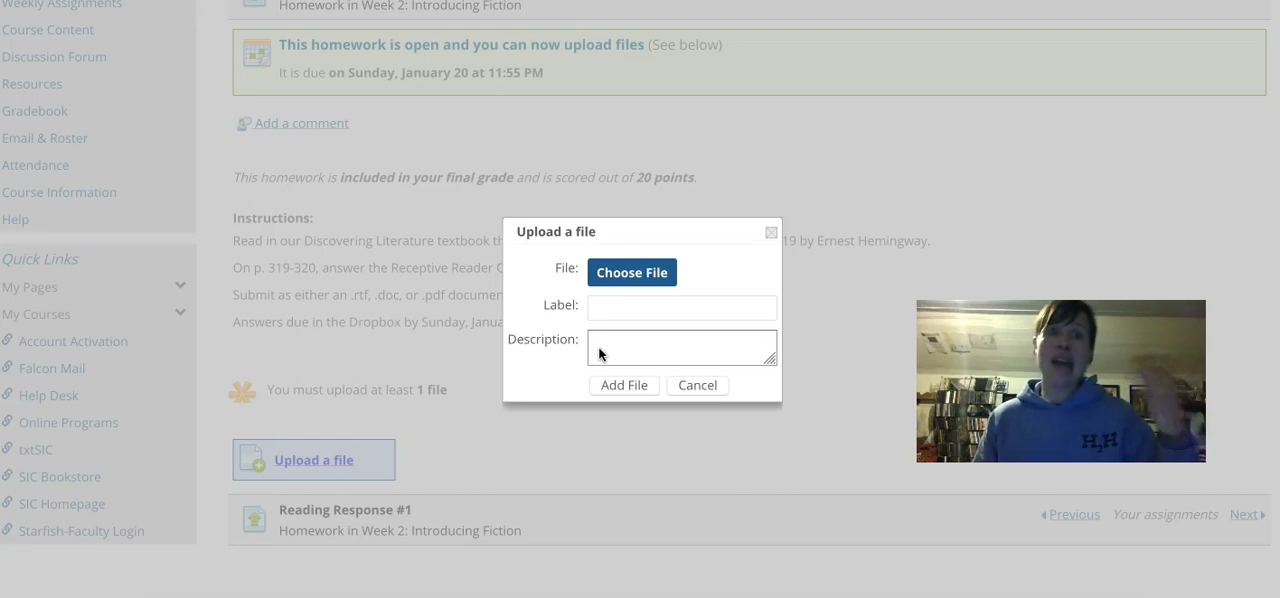 Weekly Assignments
Course Content
Discussion Forum
Resources
Gradebook
Email & Roster
Attendance
Course Information
Help
Quick Links
My Pages
My Courses
Account Activation
Falcon Mail
Help Desk
Online Programs
txtSIC
SIC Bookstore
SIC Homepage
Starfish-Faculty Login
Homework in Week 2: Introducing Fiction
This homework is open and you can now upload files (See below)
It is due on Sunday, January 20 at 11:55 PM
Add a comment
This homework is included in your final grade and is scored out of 20 points.
Instructions:
Read in our Discovering Literature textbook 19 by Ernest Hemingway.
On p. 319-320, answer the Receptive Reader
Submit as either an .rtf, .doc, or .pdf
Answers due in the Dropbox by Sunday,
You must upload at least 1 file
Upload a file
Reading Response #1
Homework in Week 2: Introducing Fiction
Previous Your assignments Next
Upload a file
File: Choose File
Label:
Description:
Add File Cancel
H2H